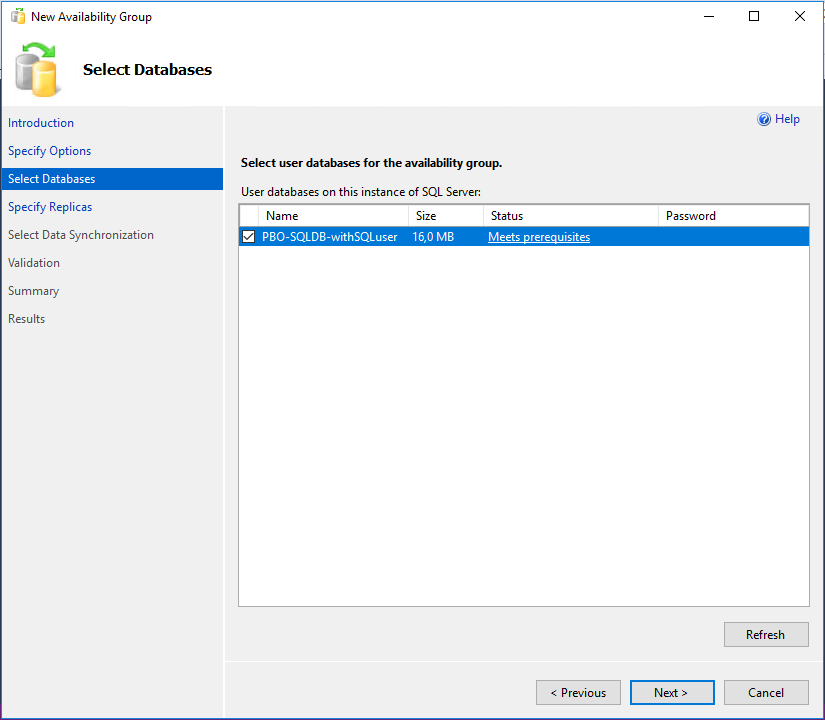 New Availability Group
Select Databases
Introduction
Specify Options
Select Databases
Specify Replicas
Select Data Synchronization
Validation
Summary
Results
Help
Select user databases for the availability group.
User databases on this instance of SQL Server:
Name Size Status Password
PBO-SQLDB-withSQLuser 16,0 MB Meets prerequisites
Refresh
< Previous Next > Cancel